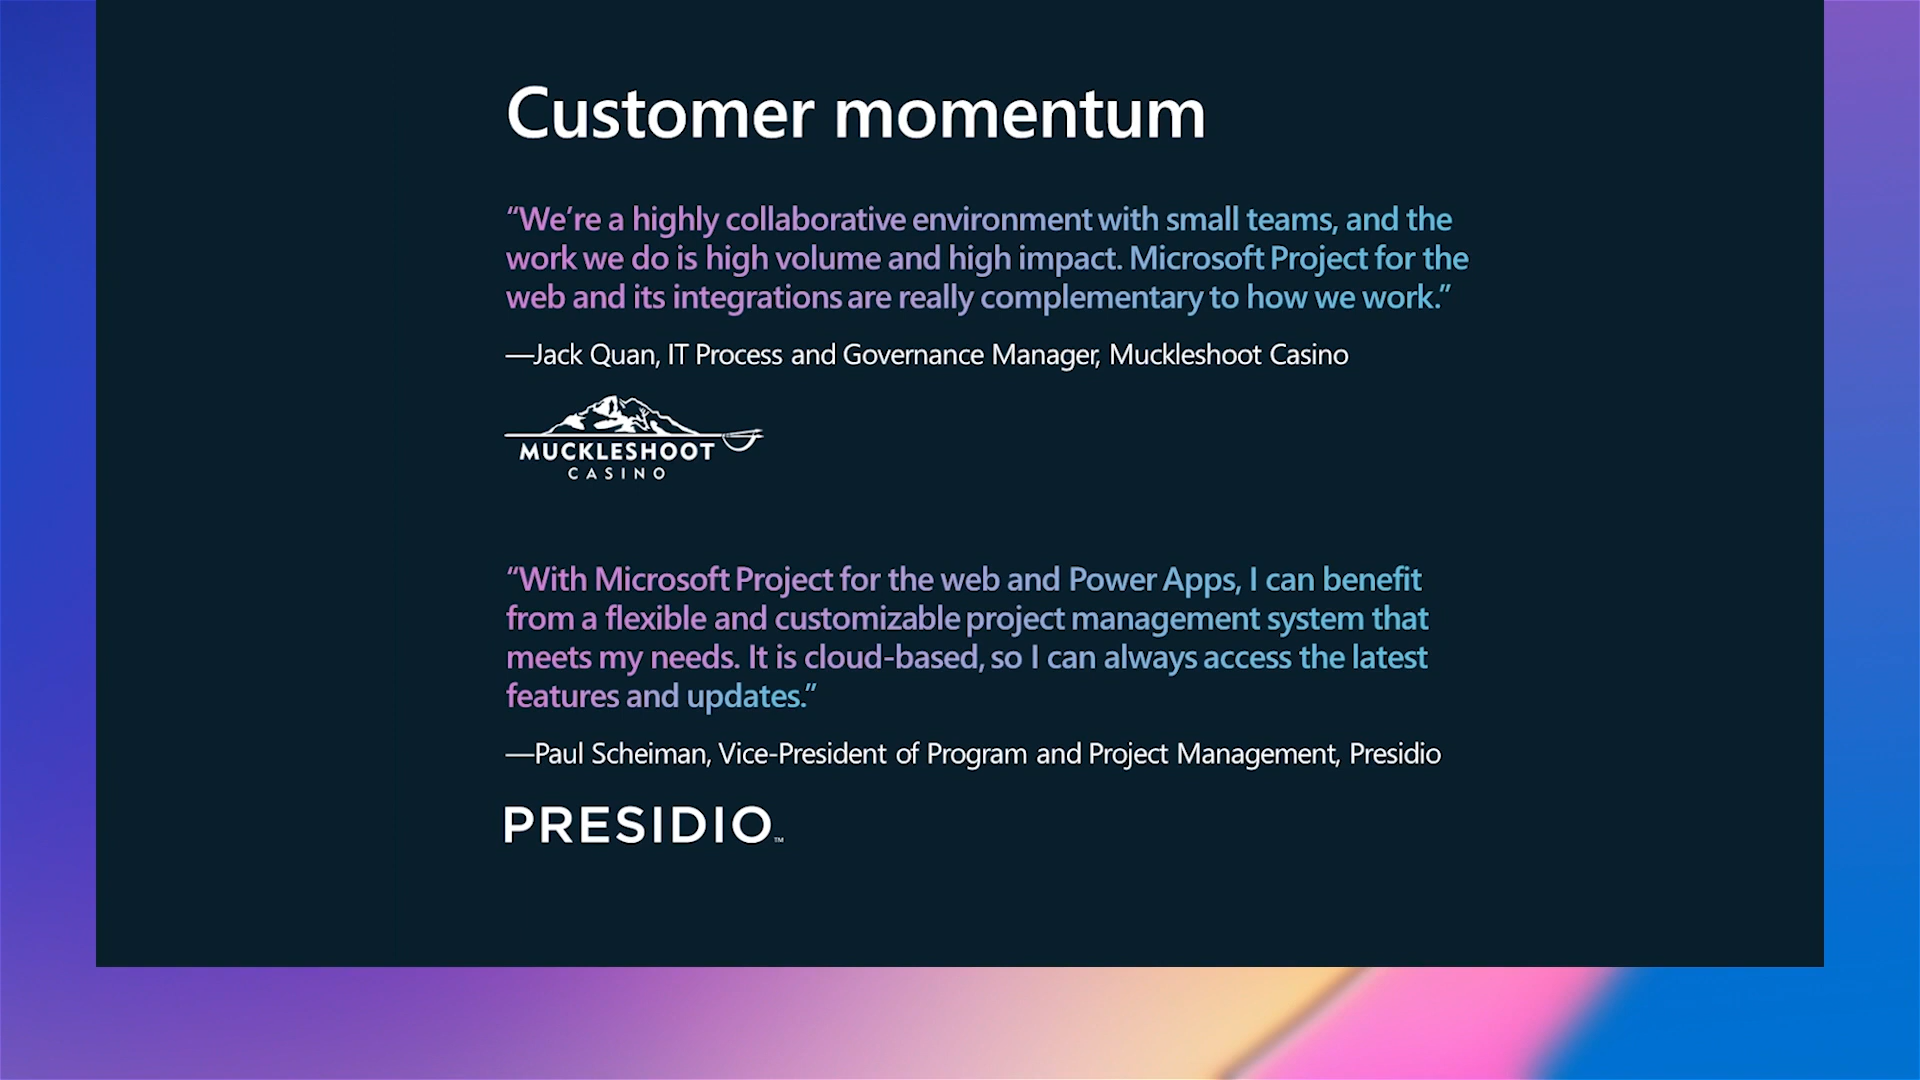 Customer momentum
“We’re a highly collaborative environment with small teams, and the
work we do is high volume and high impact. Microsoft Project for the
web and its integrations are really complementary to how we work.”
—Jack Quan, IT Process and Governance Manager, Muckleshoot Casino
MUCKLESHOOT
CASINO
“With Microsoft Project for the web and Power Apps, I can benefit
from a flexible and customizable project management system that
meets my needs. It is cloud-based, so I can always access the latest
features and updates.”
—Paul Scheiman, Vice-President of Program and Project Management, Presidio
PRESIDIO™